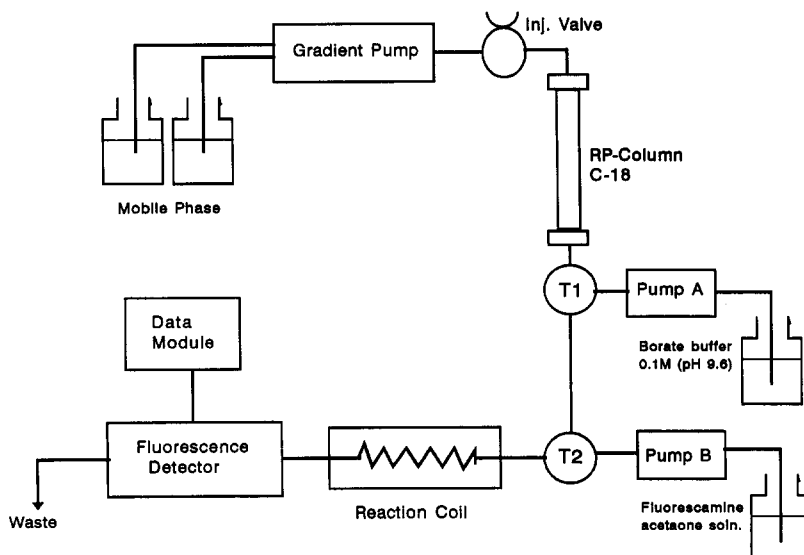 Inj. Valve
Gradient Pump
Mobile Phase
RP-Column
C-18
T1
Pump A
Borate buffer
0.1M (pH 9.6)
Data
Module
Fluorescence
Detector
Waste
Reaction Coil
T2
Pump B
Fluorescamine
acetaone soln.